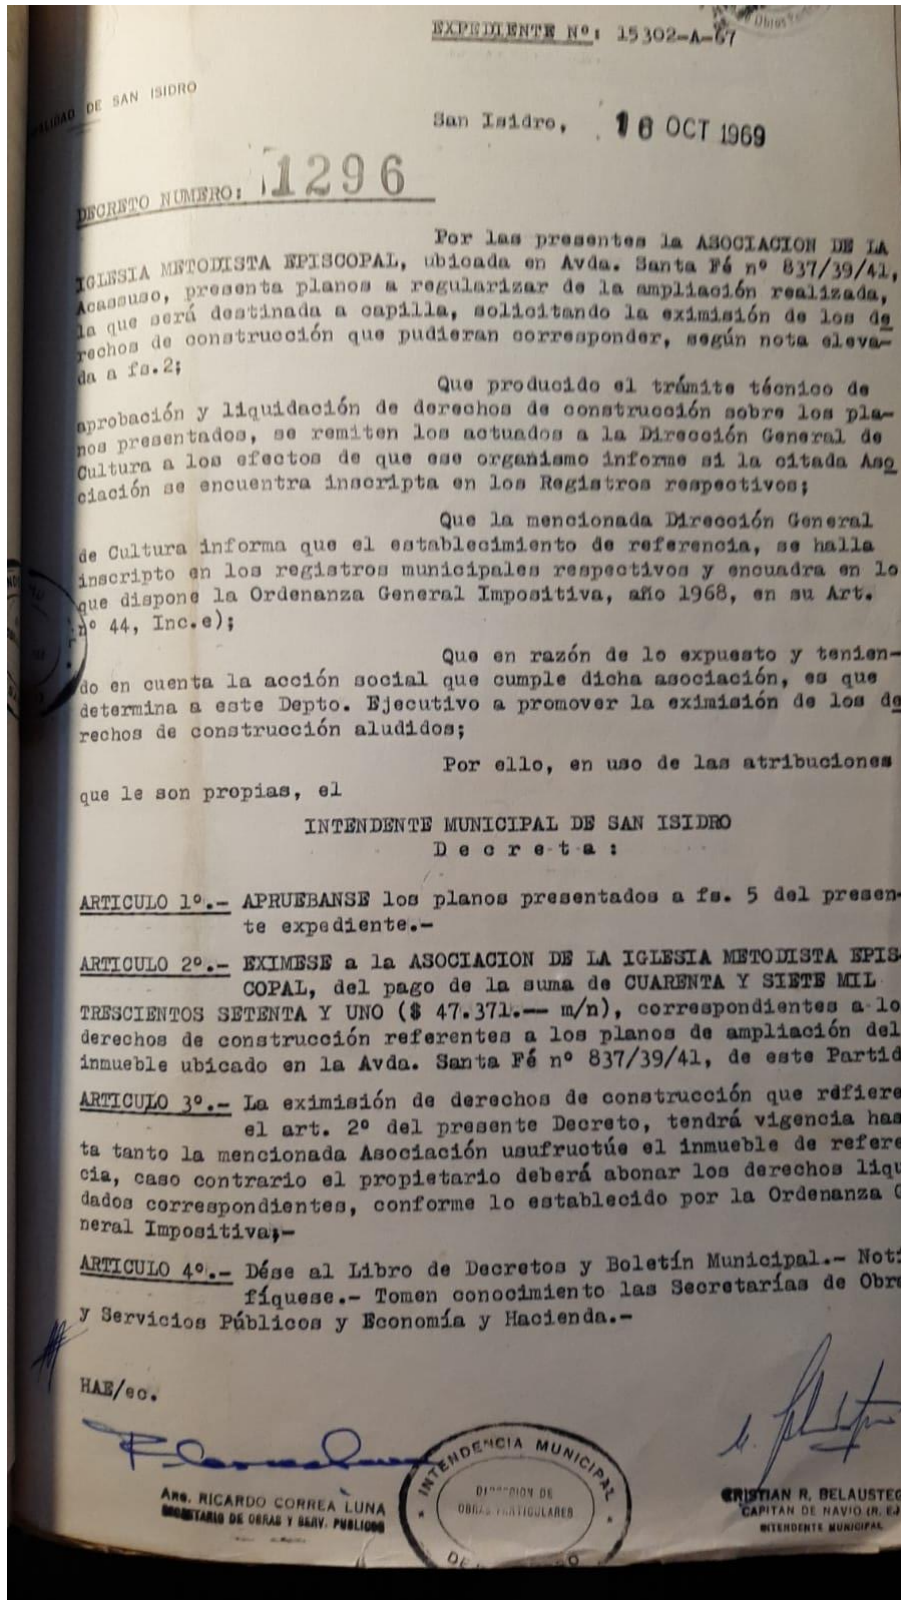 de Obras
EXPEDIENTE Nº: 15302-A-67
DE SAN ISIDRO
San Isidro, 16 OCT 1969
DECRETO NUMERO: 1296
Por las presentes la ASOCIACION DE LA
IGLESIA METODISTA EPISCOPAL, ubicada en Avda. Santa Fé nº 837/39/41,
Acassuso, presenta planos a regularizar de la ampliación realizada,
la que será destinada a capilla, solicitando la eximisión de los de
rechos de construcción que pudieran corresponder, según nota eleva-
da a fs.2;
Que producido el trámite técnico de
aprobación y liquidación de derechos de construcción sobre los pla-
nos presentados, se remiten los actuados a la Dirección General de
Cultura a los efectos de que ese organismo informe si la citada Aso
ciación se encuentra inscripta en los Registros respectivos;
Que la mencionada Dirección General
de Cultura informa que el establecimiento de referencia, se halla
inscripto en los registros municipales respectivos y encuadra en lo
que dispone la Ordenanza General Impositiva, año 1968, en su Art.
nº 44, Inc.e);
Que en razón de lo expuesto y tenien-
do en cuenta la acción social que cumple dicha asociación, es que
determina a este Depto. Ejecutivo a promover la eximisión de los de
rechos de construcción aludidos;
Por ello, en uso de las atribuciones
que le son propias, el
INTENDENTE MUNICIPAL DE SAN ISIDRO
D e c r e t a :
ARTICULO 1º.- APRUEBANSE los planos presentados a fs. 5 del presen-
te expediente.-
ARTICULO 2º.- EXIMESE a la ASOCIACION DE LA IGLESIA METODISTA EPIS-
COPAL, del pago de la suma de CUARENTA Y SIETE MIL
TRESCIENTOS SETENTA Y UNO ($ 47.371.-- m/n), correspondientes a lo
derechos de construcción referentes a los planos de ampliación del
inmueble ubicado en la Avda. Santa Fé nº 837/39/41, de este Partid
ARTICULO 3º.- La eximisión de derechos de construcción que refiere
el art. 2º del presente Decreto, tendrá vigencia has
ta tanto la mencionada Asociación usufructúe el inmueble de refere
cia, caso contrario el propietario deberá abonar los derechos liqu
dados correspondientes, conforme lo establecido por la Ordenanza G
neral Impositiva;-
ARTICULO 4º.- Dése al Libro de Decretos y Boletín Municipal.- Noti
fíquese.- Tomen conocimiento las Secretarías de Obra
y Servicios Públicos y Economía y Hacienda.-
HAE/ec.
INTENDENCIA MUNICIPAL
DIRECCION DE
OBRAS PARTICULARES
Arq. RICARDO CORREA LUNA
SECRETARIO DE OBRAS Y SERV. PUBLICOS
CRISTIAN R. BELAUSTEG
CAPITAN DE NAVIO (R. EJ
INTENDENTE MUNICIPAL